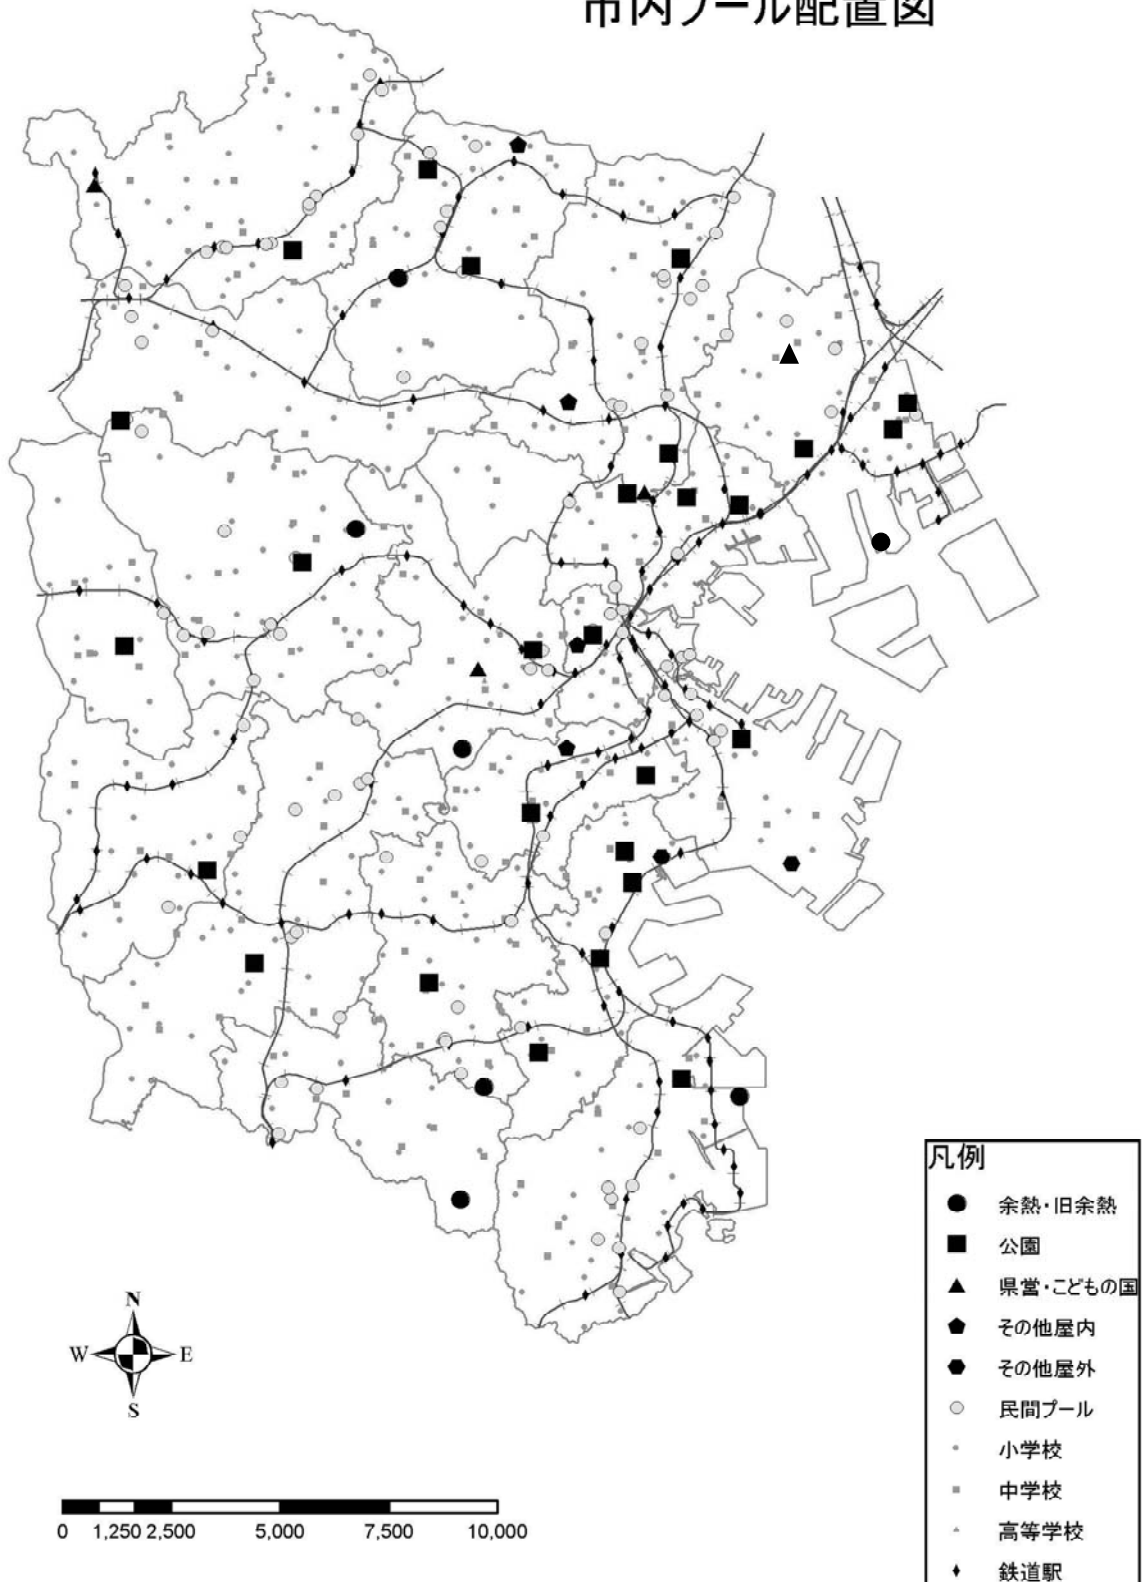 市内プール配置図
凡例
余熱・旧余熱
公園
県営・こどもの国
その他屋内
その他屋外
民間プール
小学校
中学校
高等学校
鉄道駅
N
W E
S
0 1,250 2,500 5,000 7,500 10,000